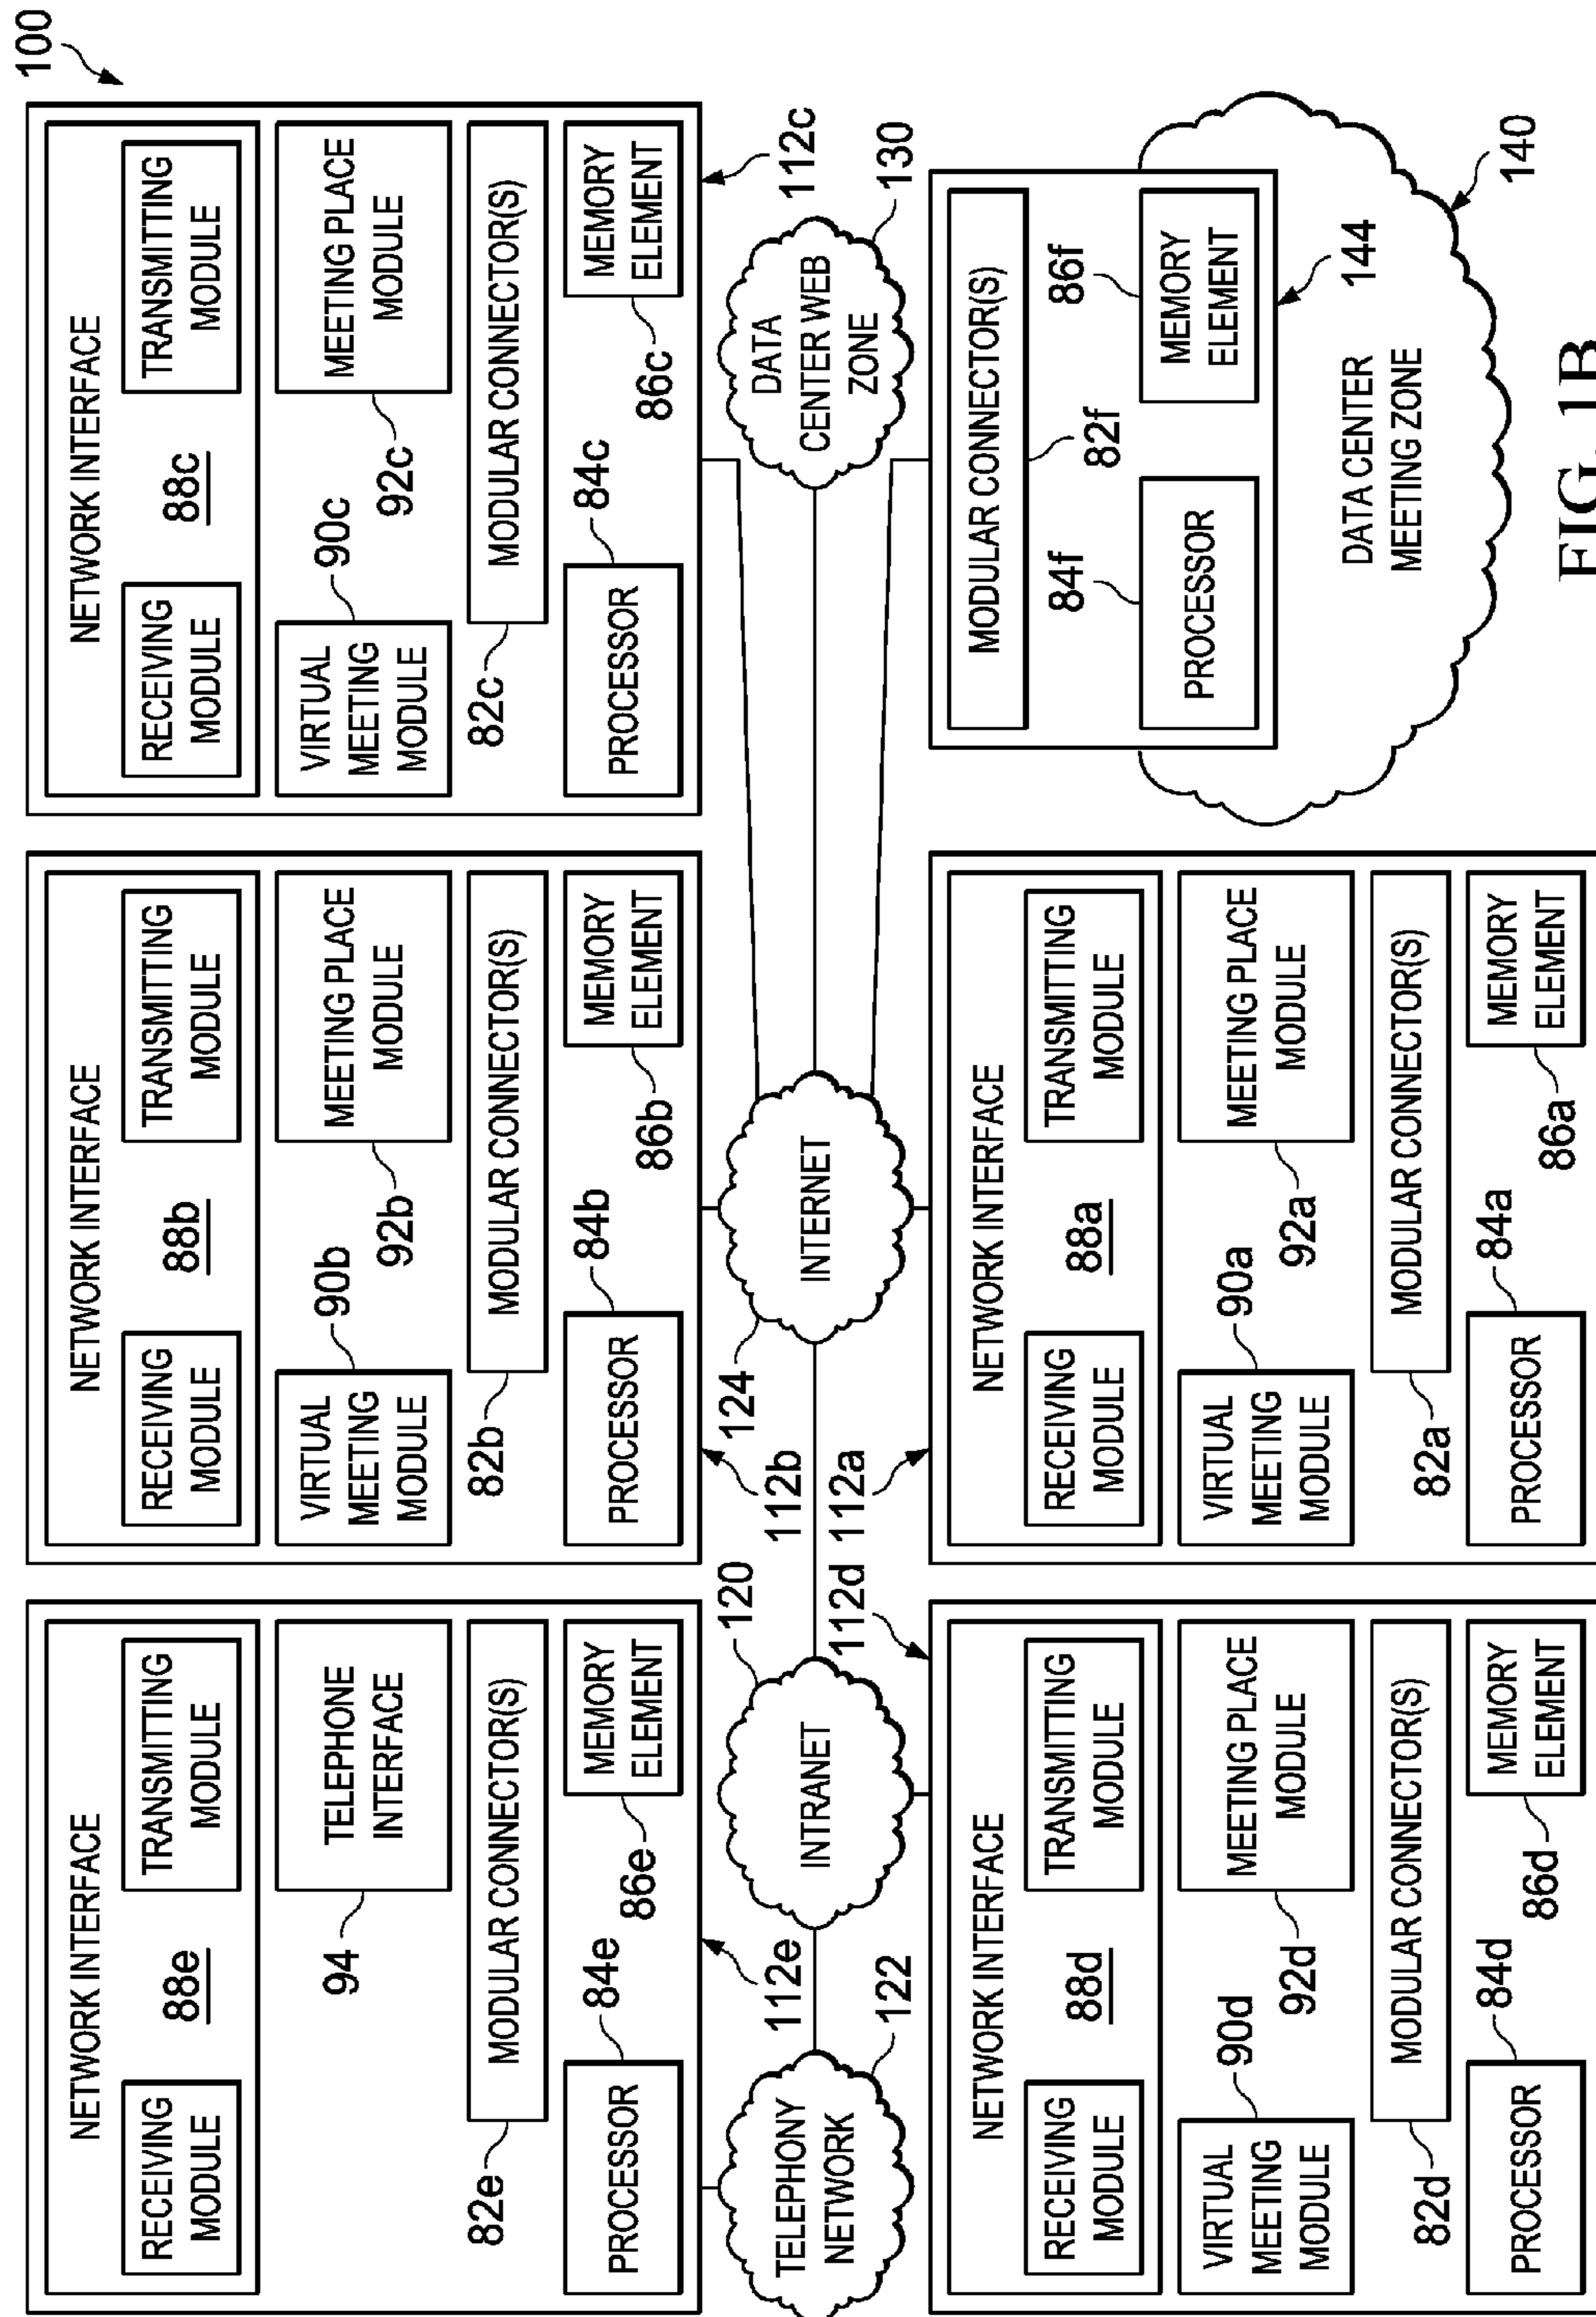 100
NETWORK INTERFACE
RECEIVING
MODULE
88e
TRANSMITTING
MODULE
TELEPHONE
INTERFACE
94
MODULAR CONNECTOR(S)
82e
PROCESSOR
84e
MEMORY
ELEMENT
86e
112e
NETWORK INTERFACE
RECEIVING
MODULE
88b
TRANSMITTING
MODULE
VIRTUAL
MEETING
MODULE
90b
MEETING PLACE
MODULE
92b
MODULAR CONNECTOR(S)
82b
PROCESSOR
84b
MEMORY
ELEMENT
86b
112b
NETWORK INTERFACE
RECEIVING
MODULE
88c
TRANSMITTING
MODULE
VIRTUAL
MEETING
MODULE
90c
MEETING PLACE
MODULE
92c
MODULAR CONNECTOR(S)
82c
PROCESSOR
84c
MEMORY
ELEMENT
86c
112c
TELEPHONY
NETWORK
122
INTRANET
120
INTERNET
124
DATA
CENTER WEB
ZONE
130
NETWORK INTERFACE
RECEIVING
MODULE
88d
TRANSMITTING
MODULE
VIRTUAL
MEETING
MODULE
90d
MEETING PLACE
MODULE
92d
MODULAR CONNECTOR(S)
82d
PROCESSOR
84d
MEMORY
ELEMENT
86d
112d
NETWORK INTERFACE
RECEIVING
MODULE
88a
TRANSMITTING
MODULE
VIRTUAL
MEETING
MODULE
90a
MEETING PLACE
MODULE
92a
MODULAR CONNECTOR(S)
82a
PROCESSOR
84a
MEMORY
ELEMENT
86a
112a
MODULAR CONNECTOR(S)
82f
84f
86f
PROCESSOR
MEMORY
ELEMENT
144
DATA CENTER
MEETING ZONE
140
FIG. 1B